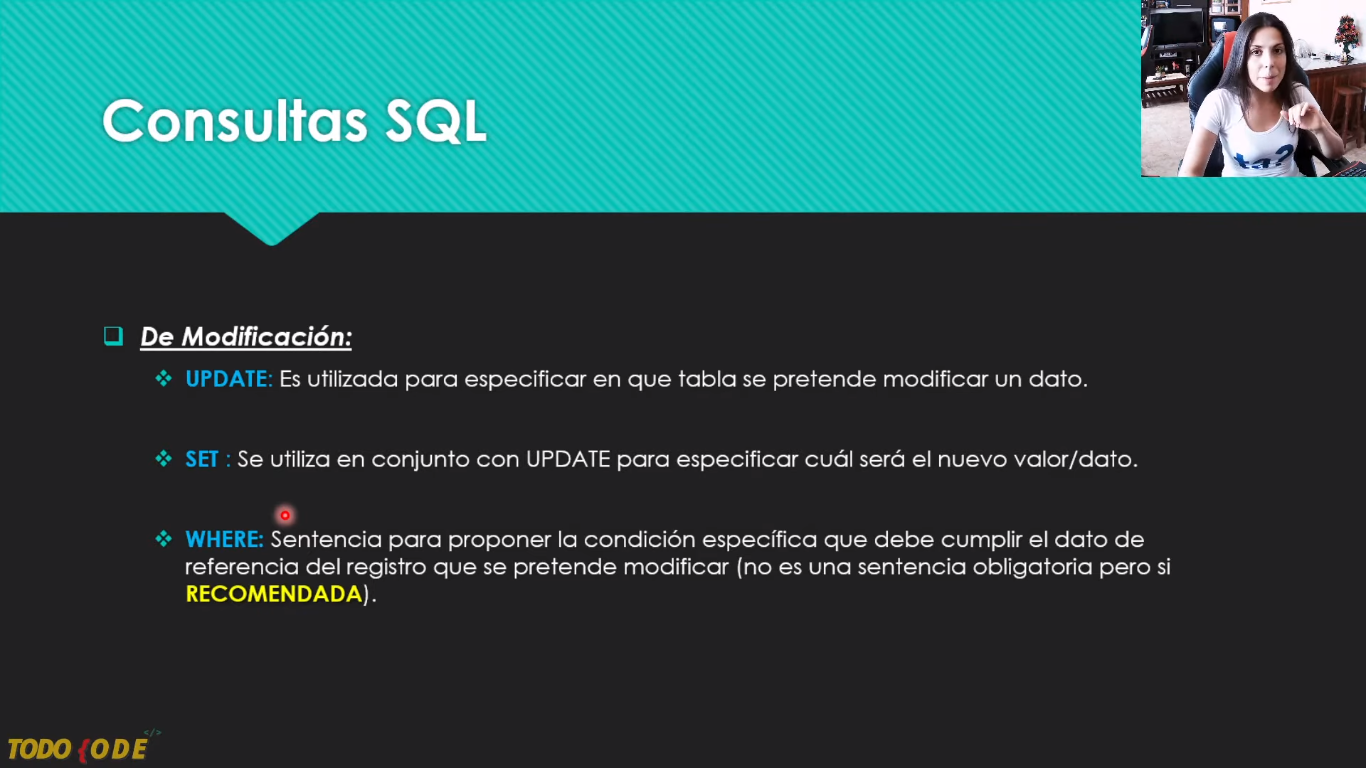 Consultas SQL
De Modificación:
UPDATE: Es utilizada para especificar en que tabla se pretende modificar un dato.
SET : Se utiliza en conjunto con UPDATE para especificar cuál será el nuevo valor/dato.
WHERE: Sentencia para proponer la condición específica que debe cumplir el dato de
referencia del registro que se pretende modificar (no es una sentencia obligatoria pero si
RECOMENDADA).
TODO {ODE </>